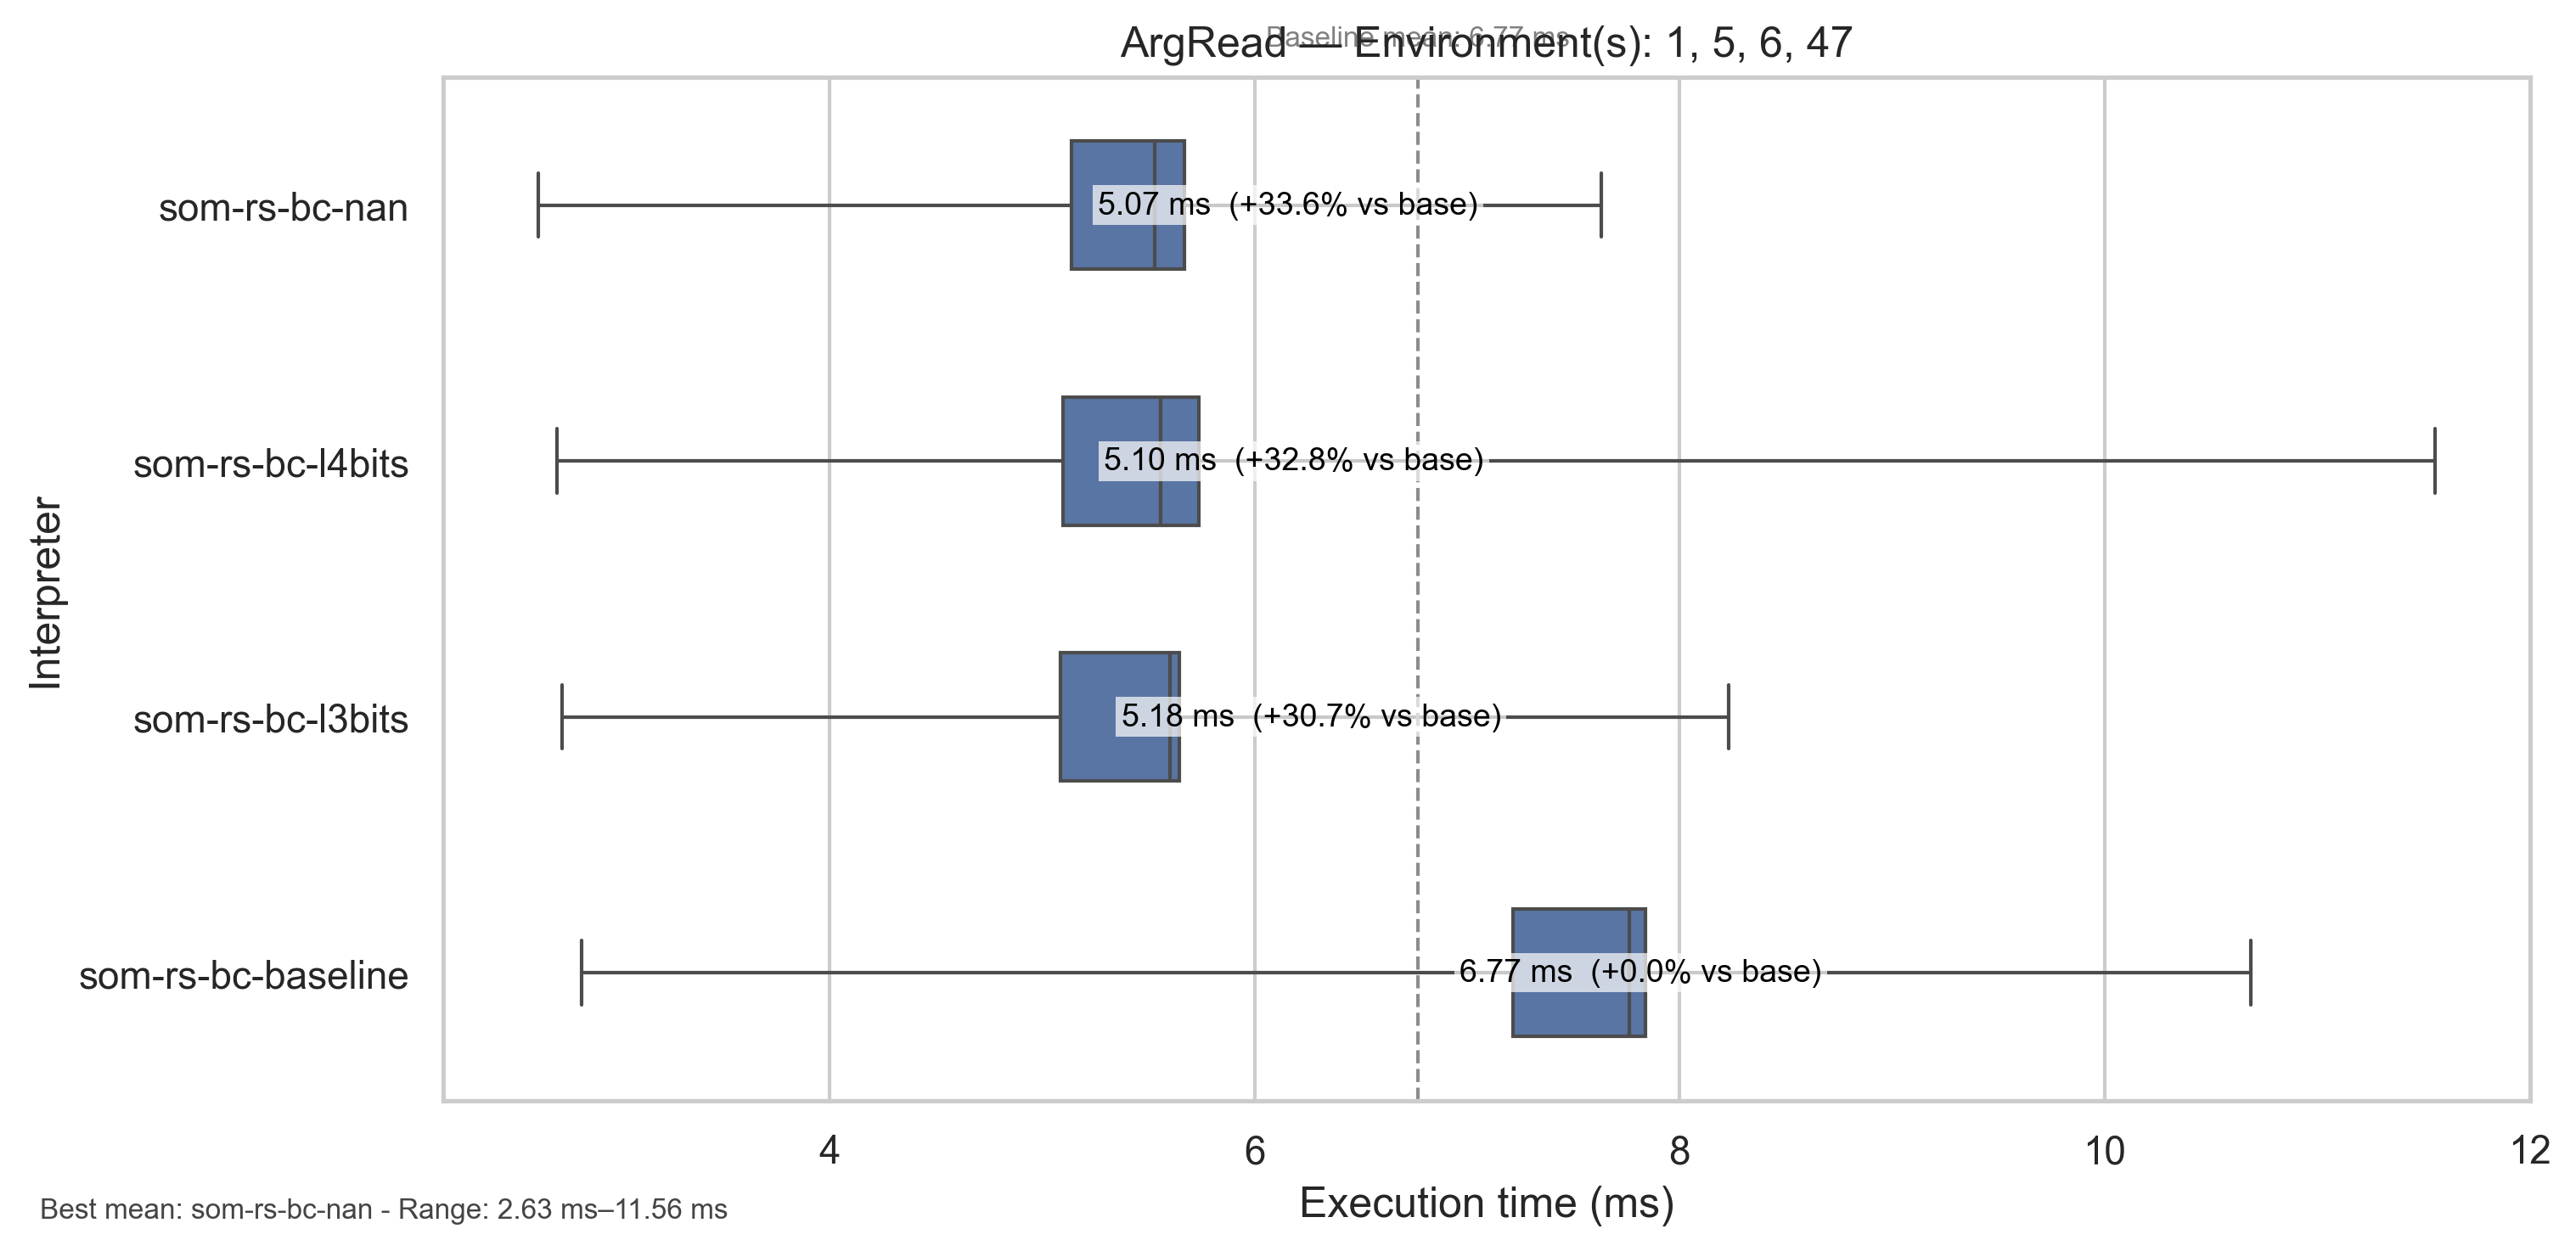 Baseline mean: 6.77 ms
ArgRead — Environment(s): 1, 5, 6, 47
Interpreter
som-rs-bc-nan
5.07 ms (+33.6% vs base)
som-rs-bc-l4bits
5.10 ms (+32.8% vs base)
som-rs-bc-l3bits
5.18 ms (+30.7% vs base)
som-rs-bc-baseline
6.77 ms (+0.0% vs base)
4 6 8 10 12
Execution time (ms)
Best mean: som-rs-bc-nan - Range: 2.63 ms–11.56 ms